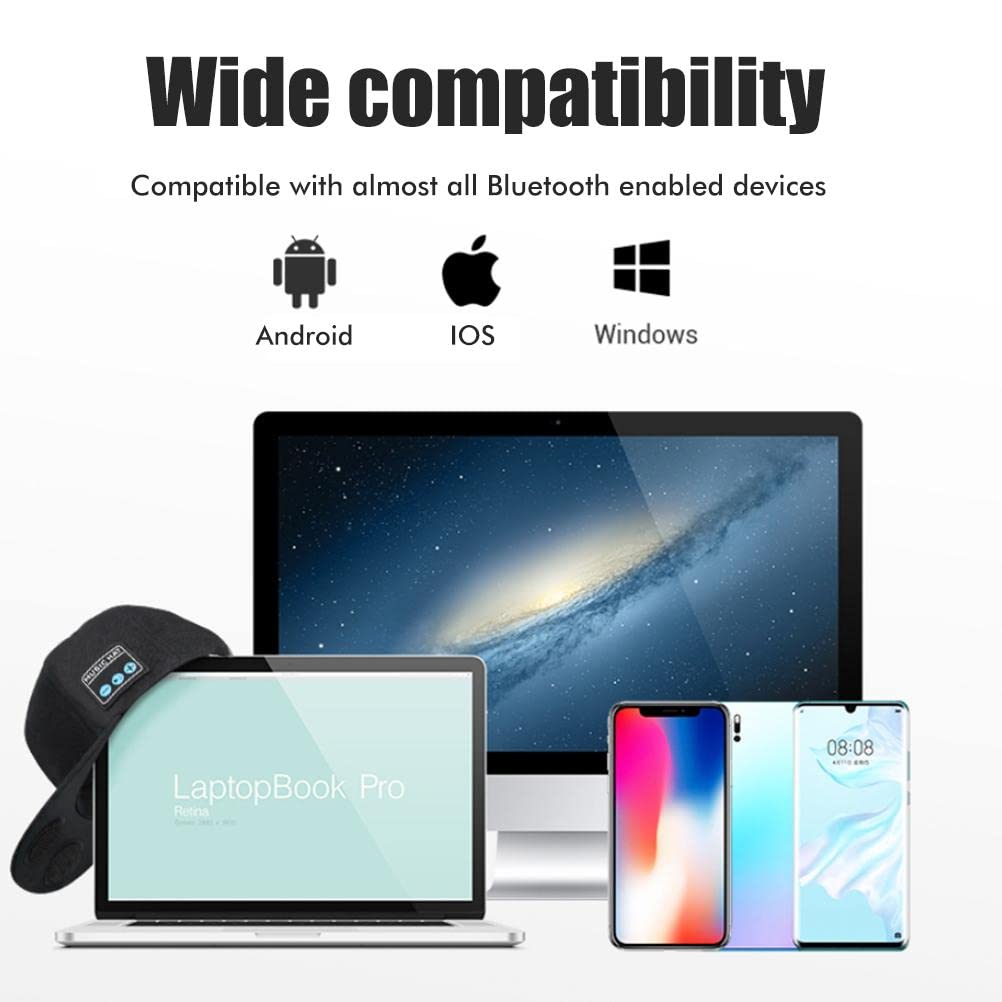 Wide compatibility
Compatible with almost all Bluetooth enabled devices
Android
IOS
Windows
MUSIC HAT
LaptopBook Pro
Retina
08:08